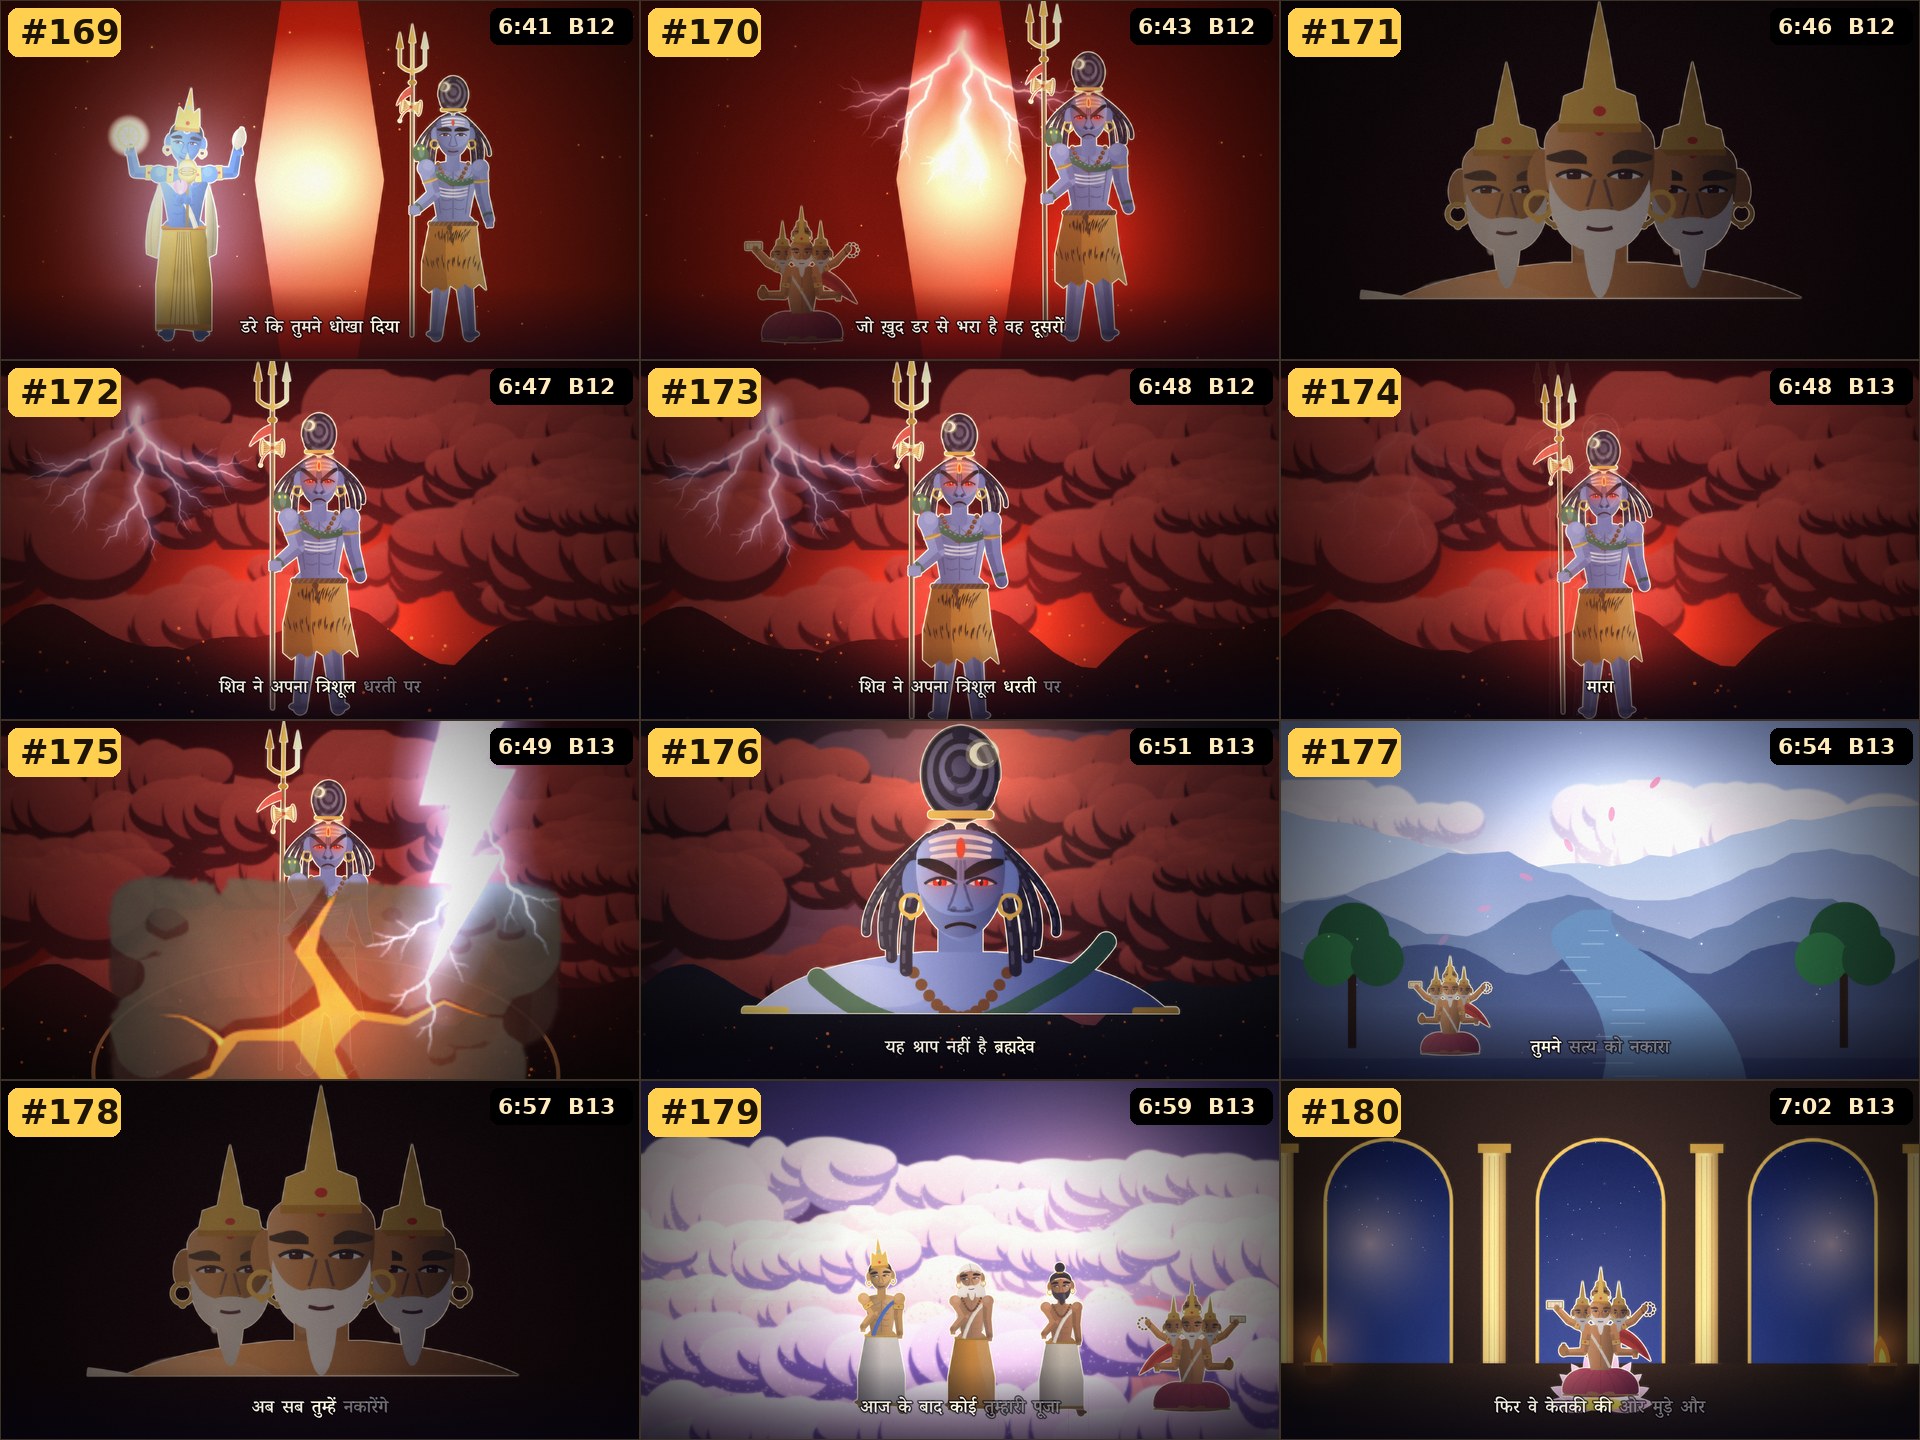 #169 6:41 B12
डरे कि तुमने धोखा दिया
#170 6:43 B12
जो ख़ुद डर से भरा है वह दूसरों
#171 6:46 B12
#172 6:47 B12
शिव ने अपना त्रिशूल धरती पर
#173 6:48 B12
शिव ने अपना त्रिशूल धरती पर
#174 6:48 B13
मारा
#175 6:49 B13
#176 6:51 B13
यह श्राप नहीं है ब्रह्मदेव
#177 6:54 B13
तुमने सत्य को नकारा
#178 6:57 B13
अब सब तुम्हें नकारेंगे
#179 6:59 B13
आज के बाद कोई तुम्हारी पूजा
#180 7:02 B13
फिर वे केतकी की ओर मुड़े और